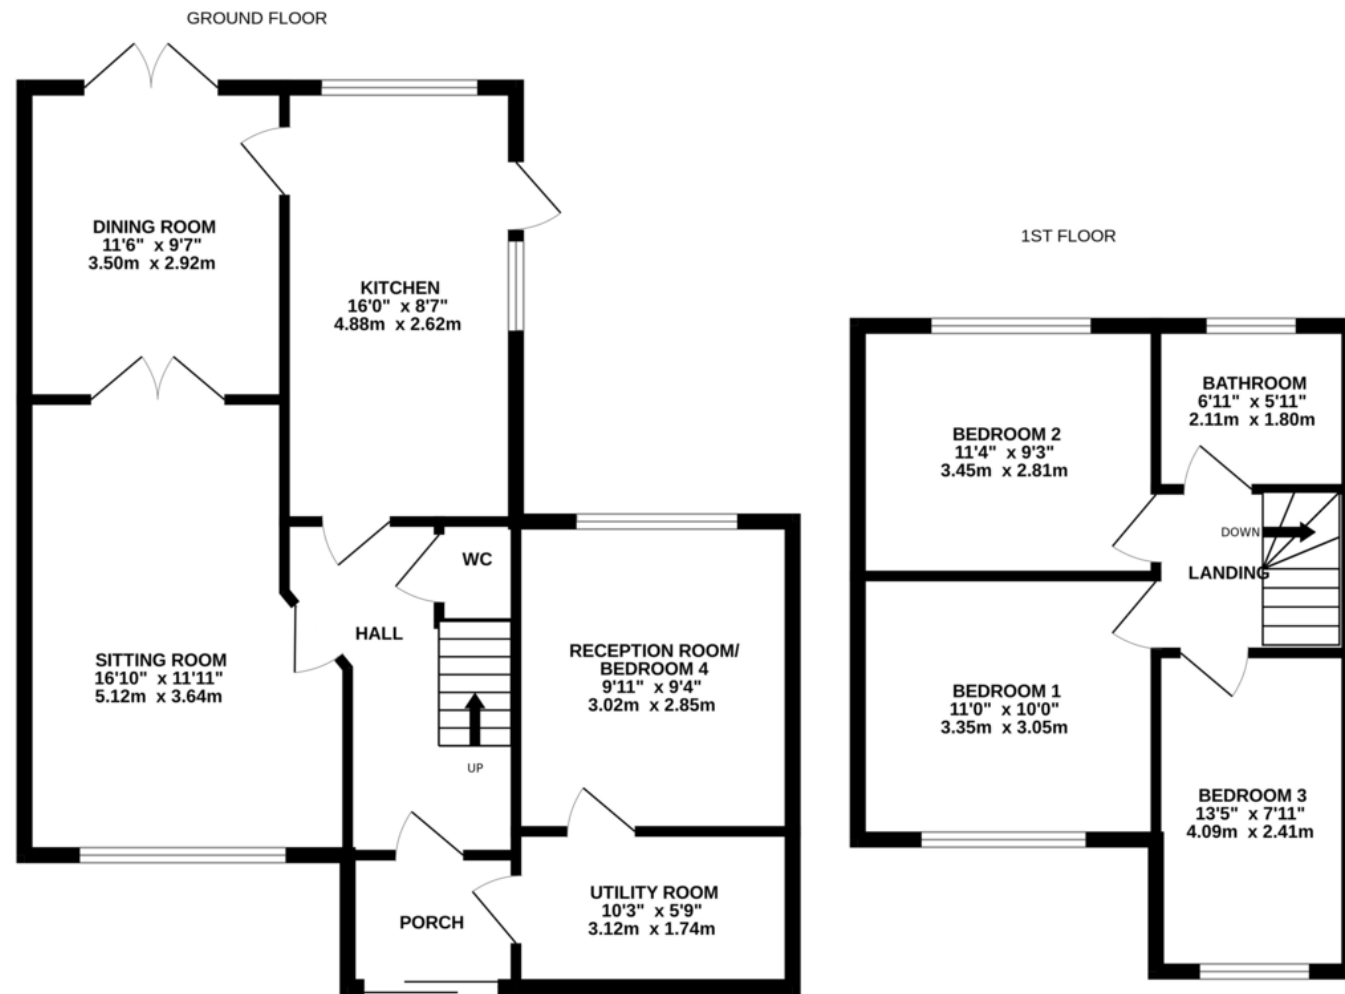 GROUND FLOOR
DINING ROOM
11'6" x 9'7"
3.50m x 2.92m
KITCHEN
16'0" x 8'7"
4.88m x 2.62m
WC
HALL
SITTING ROOM
16'10" x 11'11"
5.12m x 3.64m
UP
RECEPTION ROOM/
BEDROOM 4
9'11" x 9'4"
3.02m x 2.85m
PORCH
UTILITY ROOM
10'3" x 5'9"
3.12m x 1.74m
1ST FLOOR
BATHROOM
6'11" x 5'11"
2.11m x 1.80m
BEDROOM 2
11'4" x 9'3"
3.45m x 2.81m
DOWN
LANDING
BEDROOM 1
11'0" x 10'0"
3.35m x 3.05m
BEDROOM 3
13'5" x 7'11"
4.09m x 2.41m